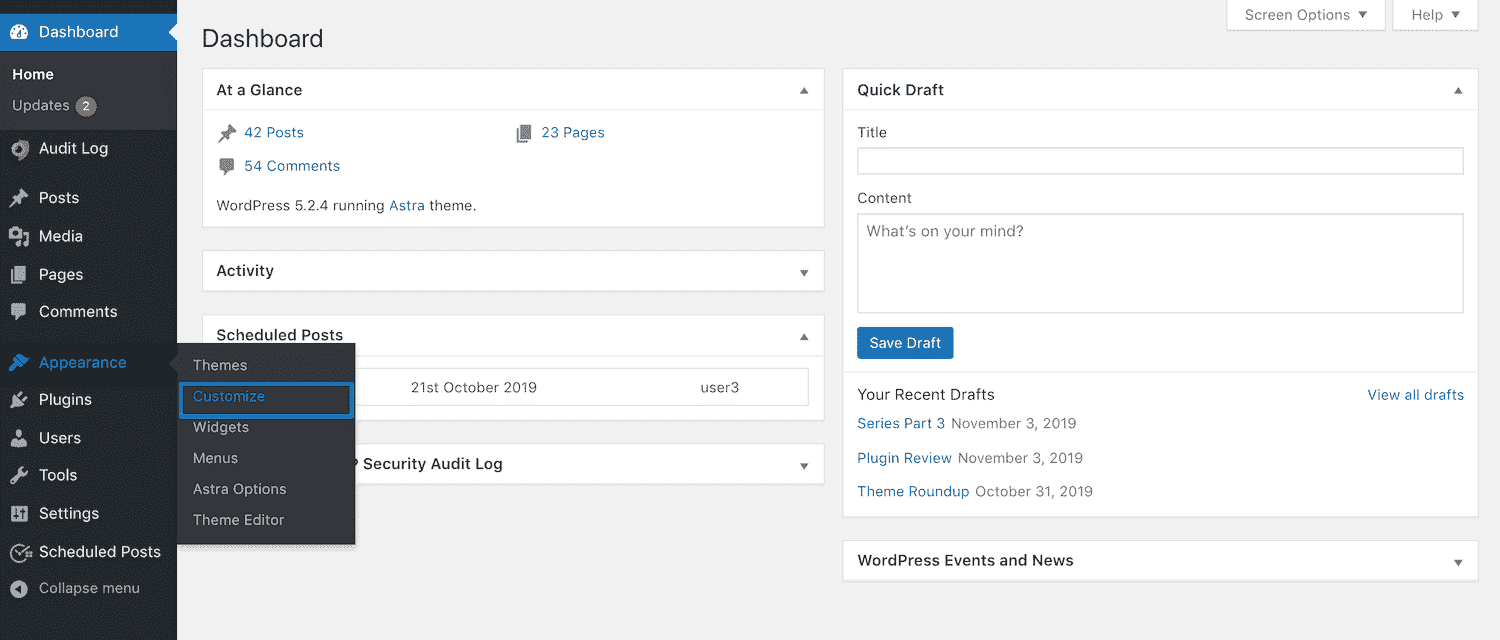 Dashboard
Home
Updates 2
Audit Log
Posts
Media
Pages
Comments
Appearance
Plugins
Users
Tools
Settings
Scheduled Posts
Collapse menu
Themes
Customize
Widgets
Menus
Astra Options
Theme Editor
Screen Options ▼
Help ▼
Dashboard
At a Glance
42 Posts
23 Pages
54 Comments
WordPress 5.2.4 running Astra theme.
Activity
Scheduled Posts
21st October 2019 user3
Security Audit Log
Quick Draft
Title
Content
What's on your mind?
Save Draft
Your Recent Drafts View all drafts
Series Part 3 November 3, 2019
Plugin Review November 3, 2019
Theme Roundup October 31, 2019
WordPress Events and News